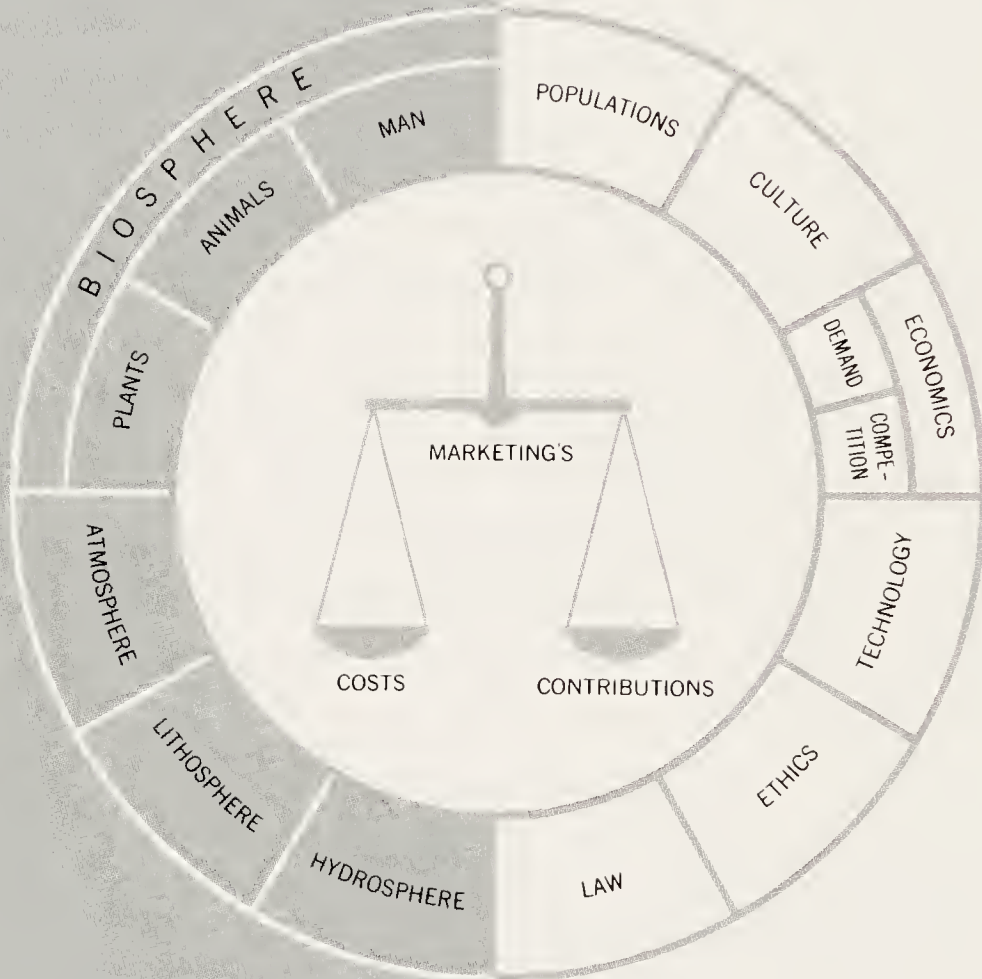 BIOSPHERE
MAN
ANIMALS
PLANTS
ATMOSPHERE
LITHOSPHERE
HYDROSPHERE
POPULATIONS
CULTURE
ECONOMICS
DEMAND
COMPE-
TITION
TECHNOLOGY
ETHICS
LAW
MARKETING'S
COSTS
CONTRIBUTIONS